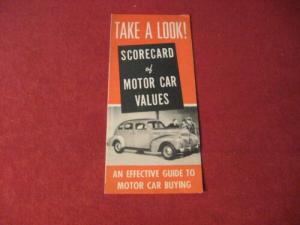 TAKE A LOOK!
SCORECARD
of
MOTOR CAR
VALUES
AN EFFECTIVE GUIDE TO
MOTOR CAR BUYING